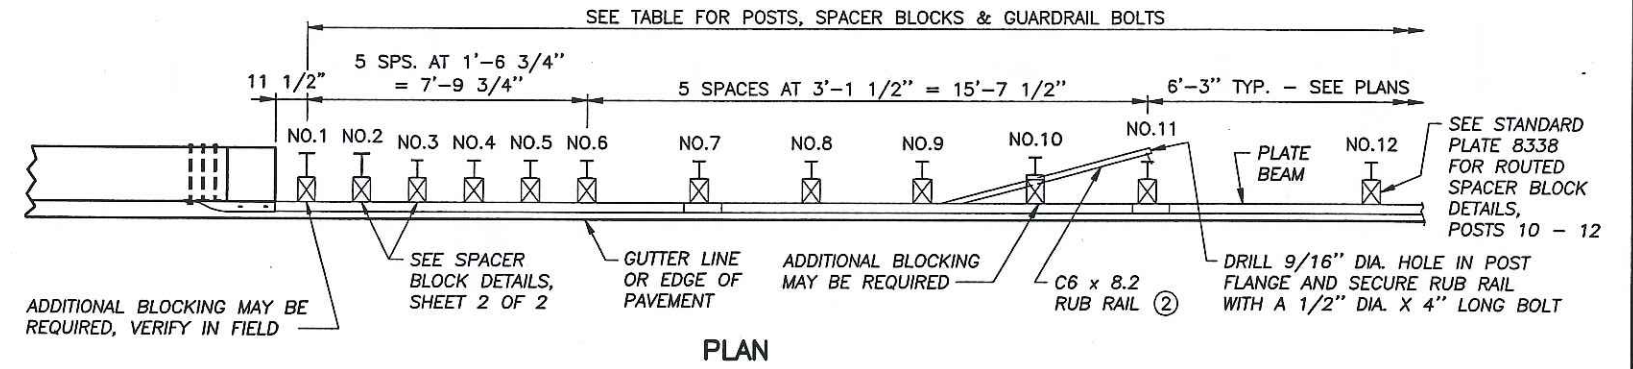 SEE TABLE FOR POSTS, SPACER BLOCKS & GUARDRAIL BOLTS
5 SPS. AT 1'-6 3/4"
= 7'-9 3/4"
11 1/2"
5 SPACES AT 3'-1 1/2" = 15'-7 1/2"
6'-3" TYP. - SEE PLANS
NO.1
NO.2
NO.3
NO.4
NO.5
NO.6
NO.7
NO.8
NO.9
NO.10
NO.11
NO.12
PLATE
BEAM
SEE STANDARD
PLATE 8338
FOR ROUTED
SPACER BLOCK
DETAILS,
POSTS 10 - 12
ADDITIONAL BLOCKING MAY BE
REQUIRED, VERIFY IN FIELD
SEE SPACER
BLOCK DETAILS,
SHEET 2 OF 2
GUTTER LINE
OR EDGE OF
PAVEMENT
ADDITIONAL BLOCKING
MAY BE REQUIRED
C6 x 8.2
RUB RAIL ②
DRILL 9/16" DIA. HOLE IN POST
FLANGE AND SECURE RUB RAIL
WITH A 1/2" DIA. X 4" LONG BOLT
PLAN